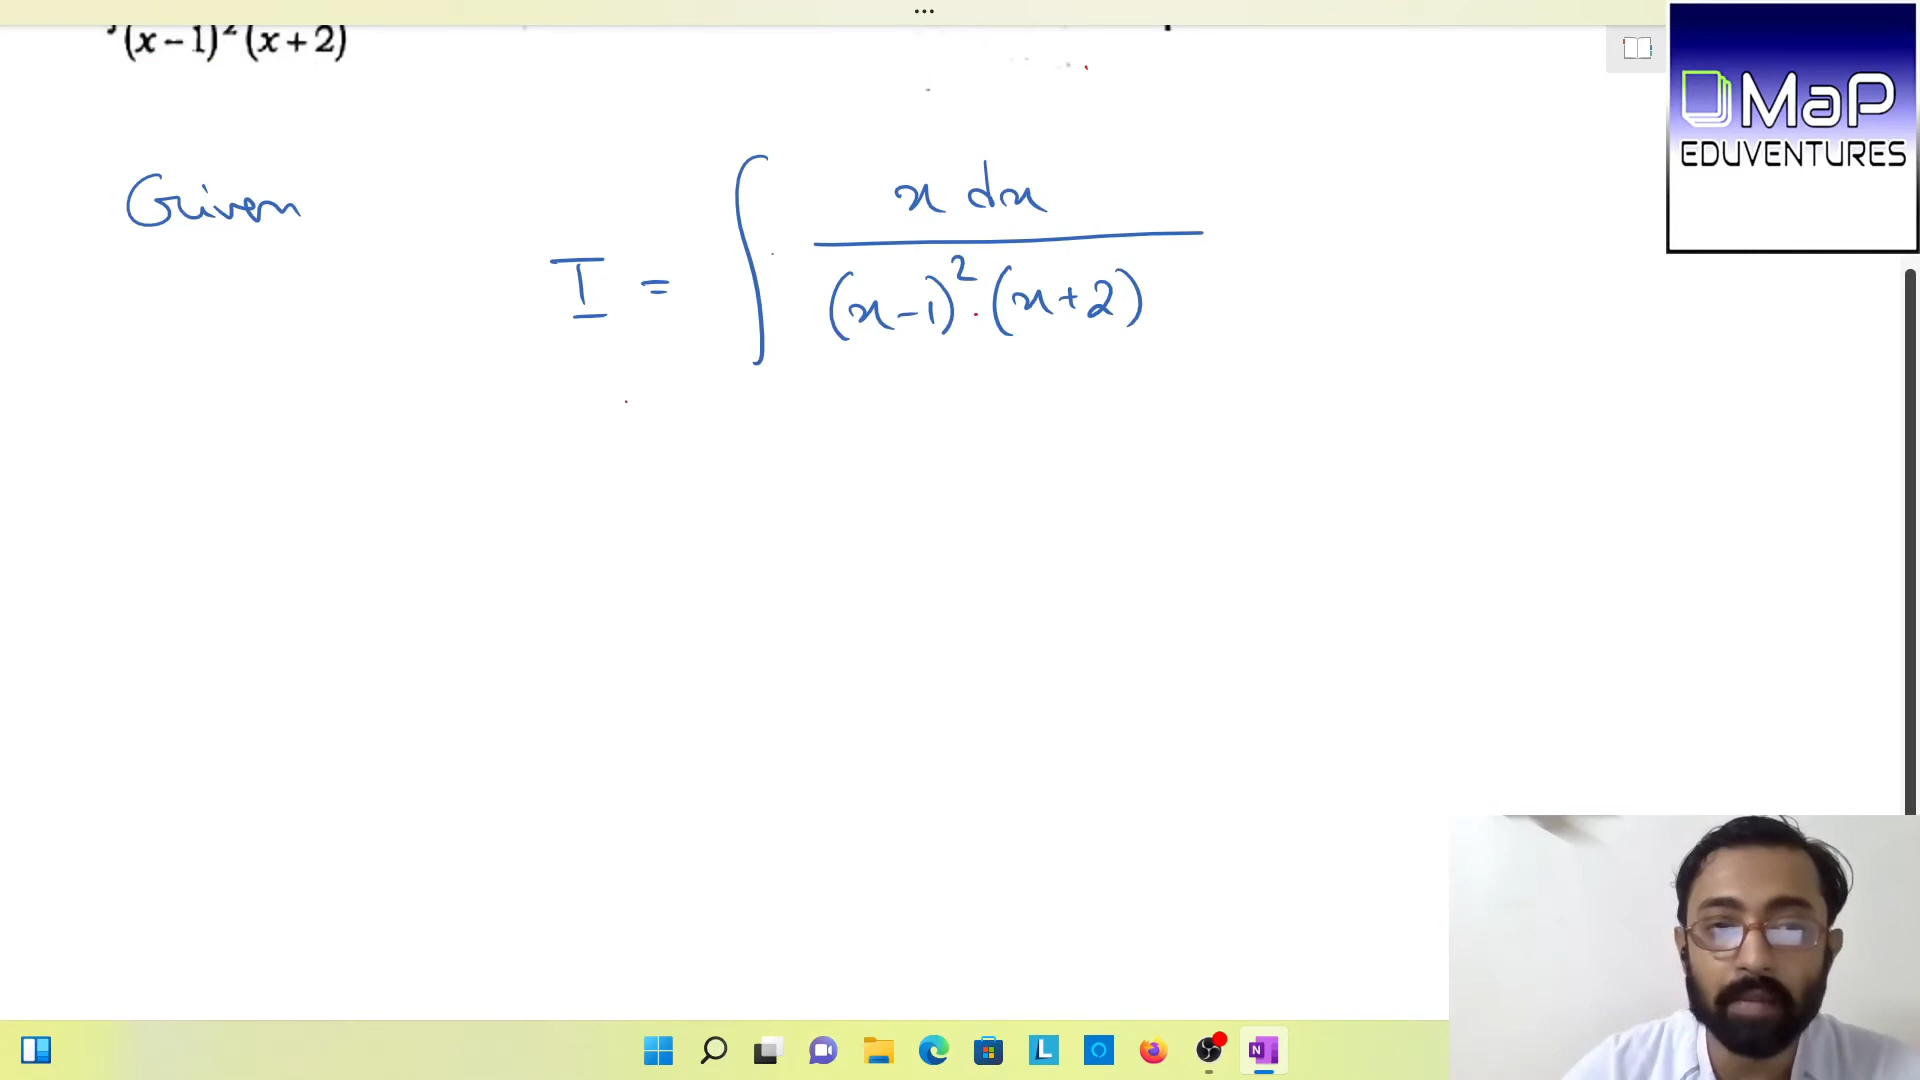 (x−1)²(x+2)
MaP
EDUVENTURES
Given
I = ∫ x dx / (x−1)² . (x+2)